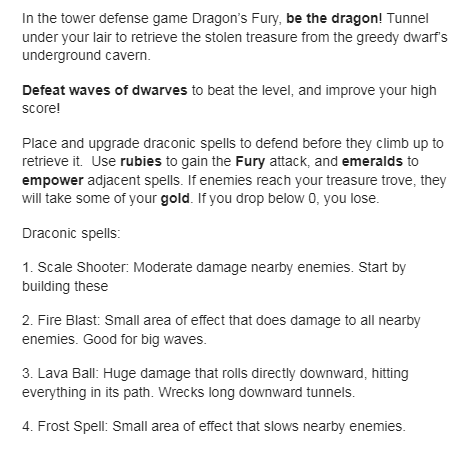 In the tower defense game Dragon's Fury, be the dragon! Tunnel
under your lair to retrieve the stolen treasure from the greedy dwarf's
underground cavern.
Defeat waves of dwarves to beat the level, and improve your high
score!
Place and upgrade draconic spells to defend before they climb up to
retrieve it.  Use rubies to gain the Fury attack, and emeralds to
empower adjacent spells. If enemies reach your treasure trove, they
will take some of your gold. If you drop below 0, you lose.
Draconic spells:
1. Scale Shooter: Moderate damage nearby enemies. Start by
building these
2. Fire Blast: Small area of effect that does damage to all nearby
enemies. Good for big waves.
3. Lava Ball: Huge damage that rolls directly downward, hitting
everything in its path. Wrecks long downward tunnels.
4. Frost Spell: Small area of effect that slows nearby enemies.